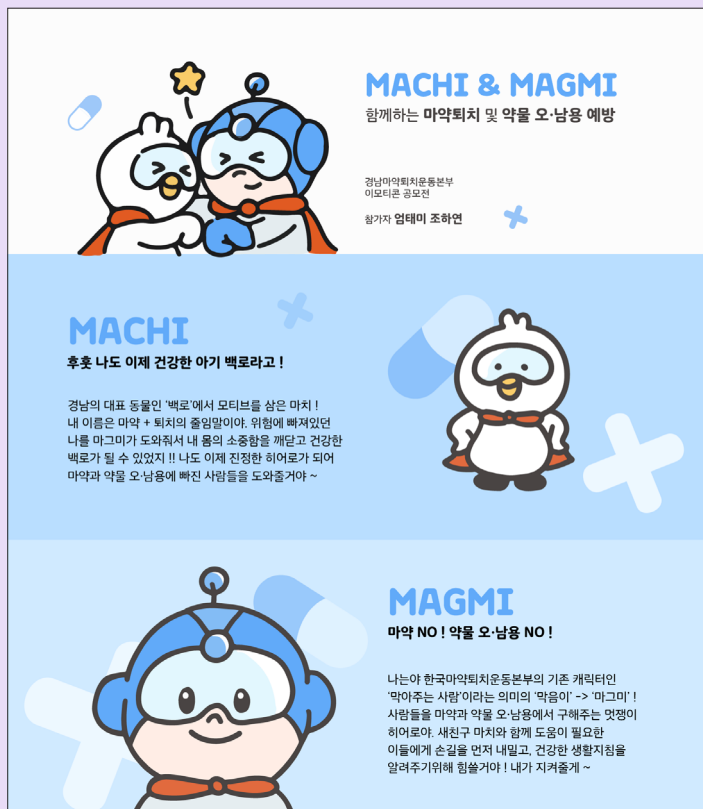 MACHI & MAGMI
함께하는 마약퇴치 및 약물 오·남용 예방
경남마약퇴치운동본부
이모티콘 공모전
참가자 엄태미 조하연
MACHI
후훗 나도 이제 건강한 아기 백로라고 !
경남의 대표 동물인 '백로'에서 모티브를 삼은 마치 !
내 이름은 마약 + 퇴치의 줄임말이야. 위험에 빠져있던
나를 마그미가 도와줘서 내 몸의 소중함을 깨닫고 건강한
백로가 될 수 있었지 !! 나도 이제 진정한 히어로가 되어
마약과 약물 오·남용에 빠진 사람들을 도와줄거야 ~
MAGMI
마약 NO ! 약물 오·남용 NO !
나는야 한국마약퇴치운동본부의 기존 캐릭터인
'막아주는 사람'이라는 의미의 '막음이' -> '마그미' !
사람들을 마약과 약물 오·남용에서 구해주는 멋쟁이
히어로야. 새친구 마치와 함께 도움이 필요한
이들에게 손길을 먼저 내밀고, 건강한 생활지침을
알려주기위해 힘쓸거야 ! 내가 지켜줄게 ~